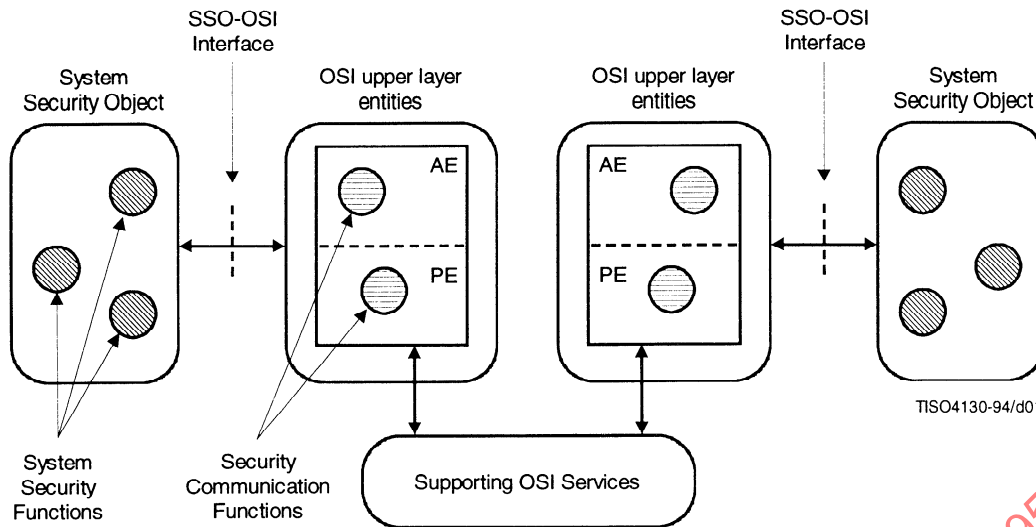 SSO-OSI
Interface
SSO-OSI
Interface
System
Security Object
OSI upper layer
entities
OSI upper layer
entities
System
Security Object
AE
PE
AE
PE
TISO4130-94/d01
System
Security
Functions
Security
Communication
Functions
Supporting OSI Services